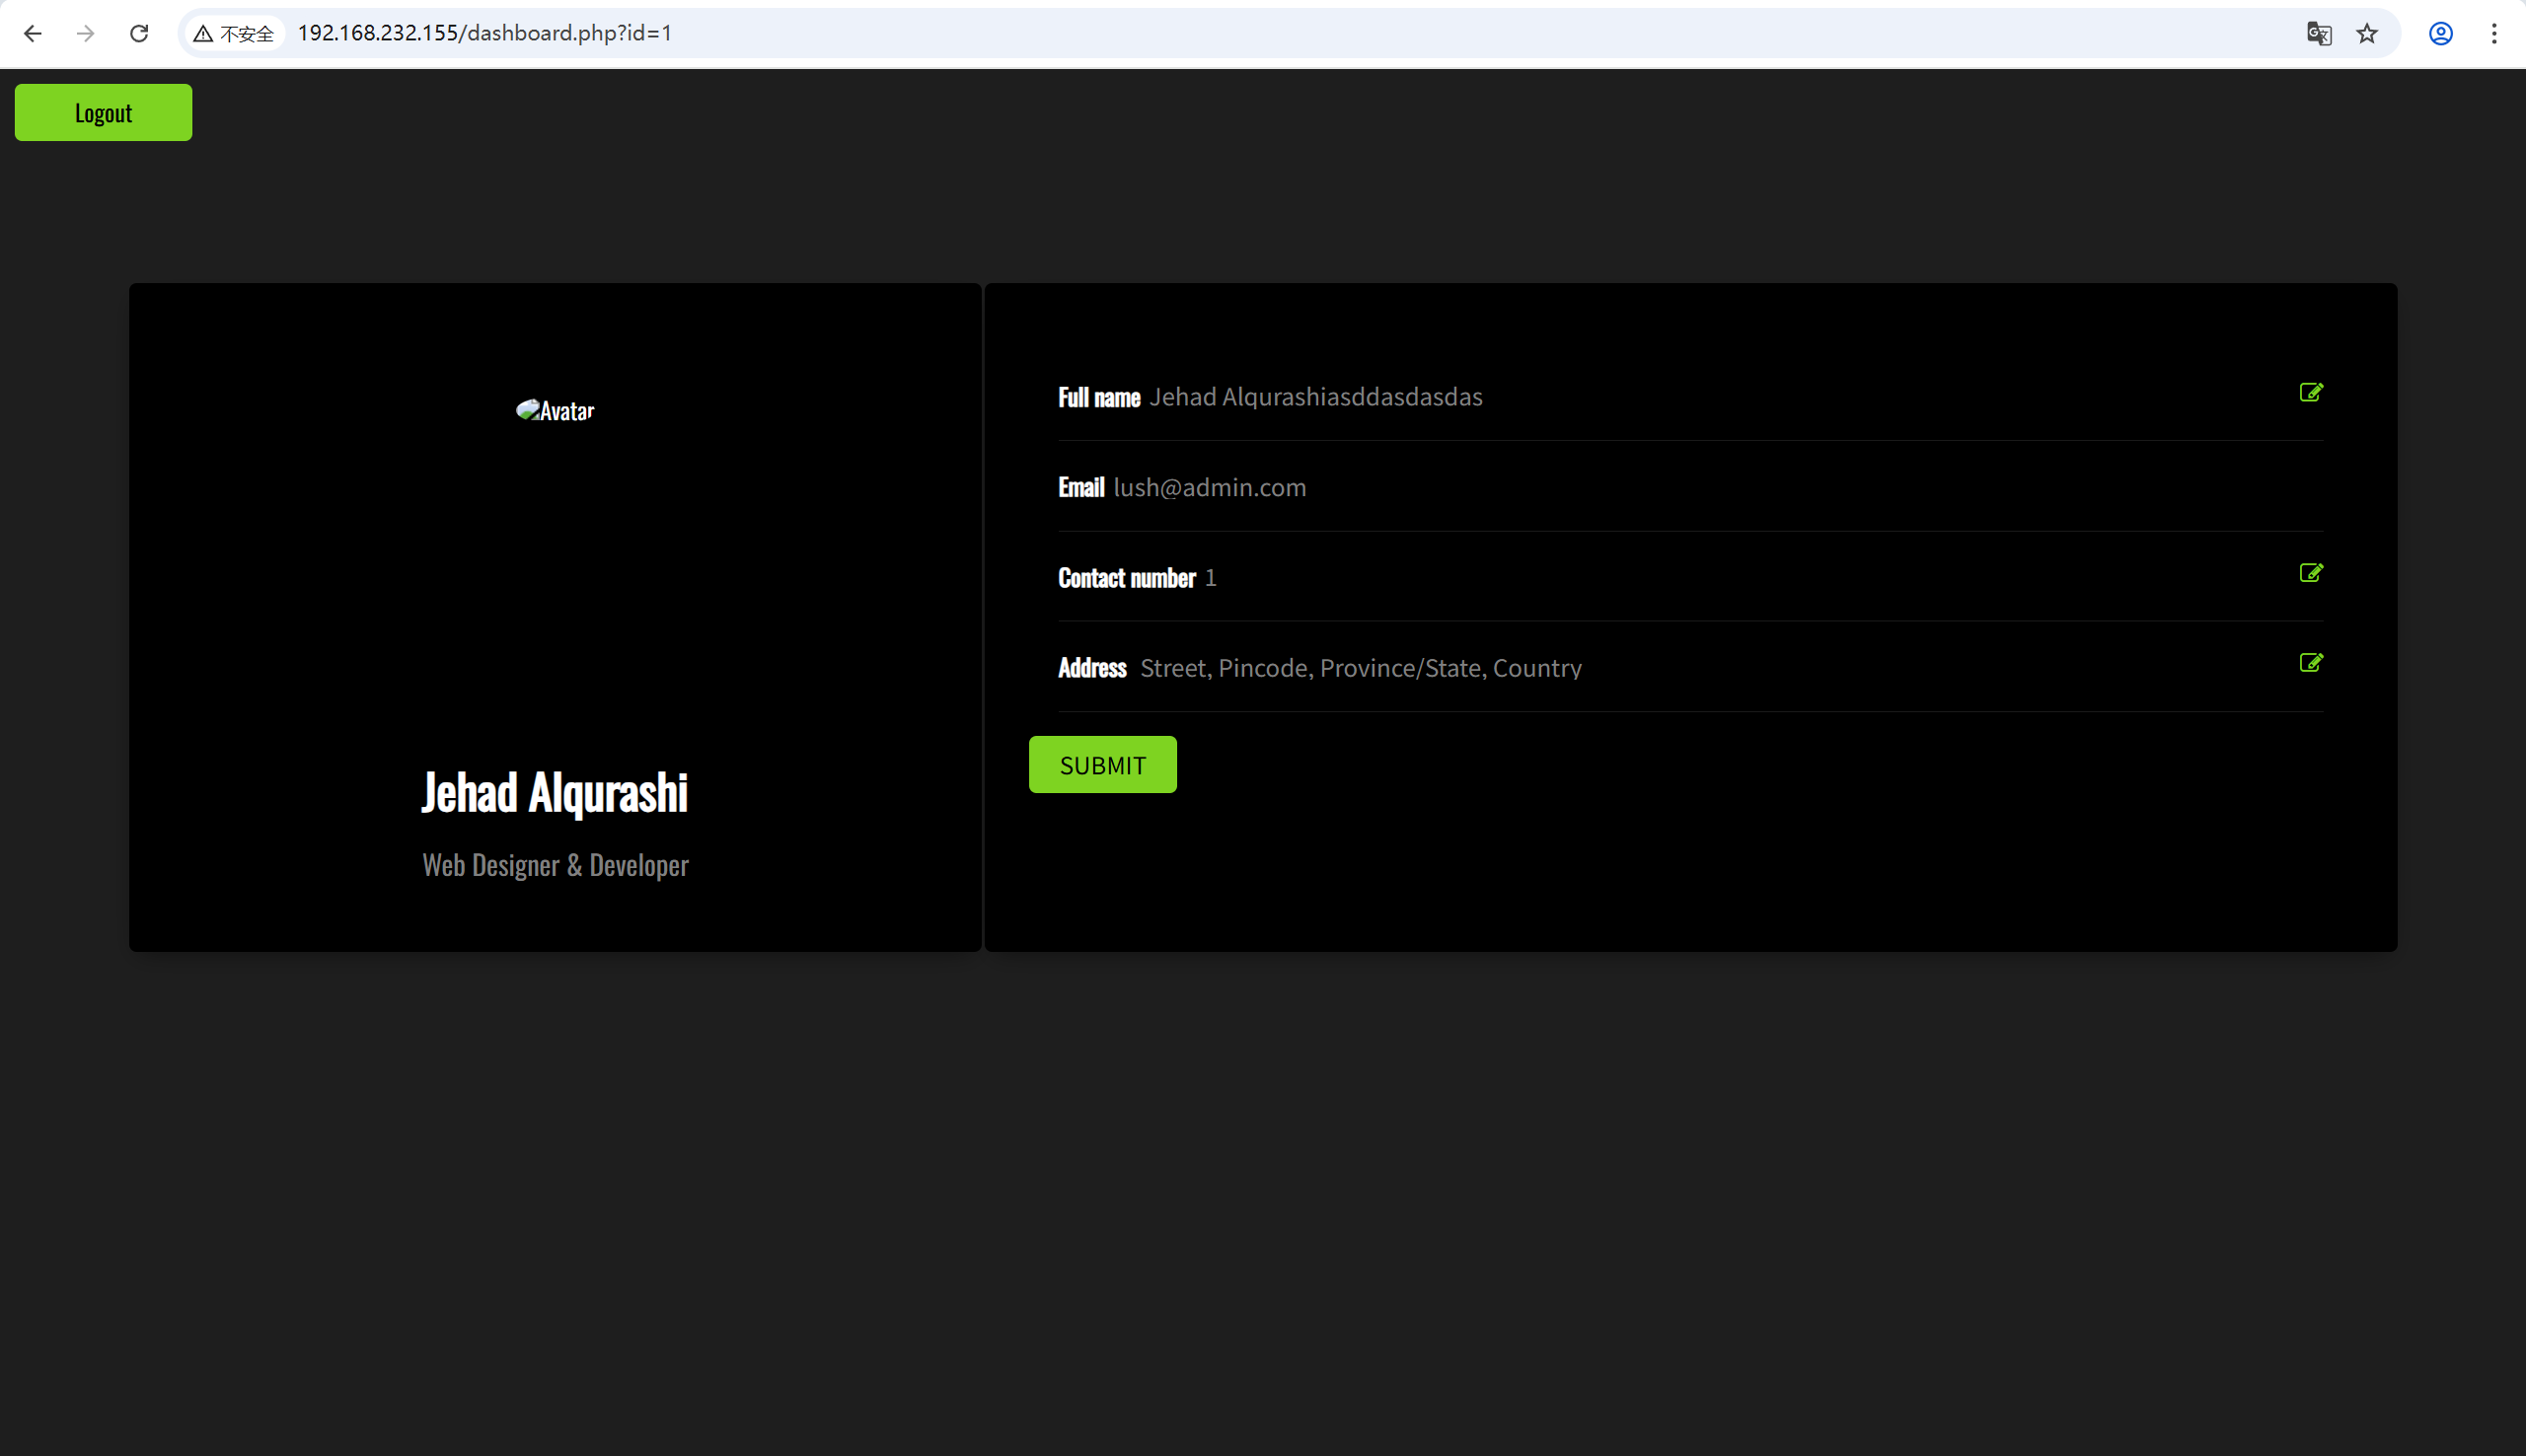 不安全 192.168.232.155/dashboard.php?id=1
Logout
Avatar
Jehad Alqurashi
Web Designer & Developer
Full name Jehad Alqurashiasddasdasdas
Email lush@admin.com
Contact number 1
Address Street, Pincode, Province/State, Country
SUBMIT